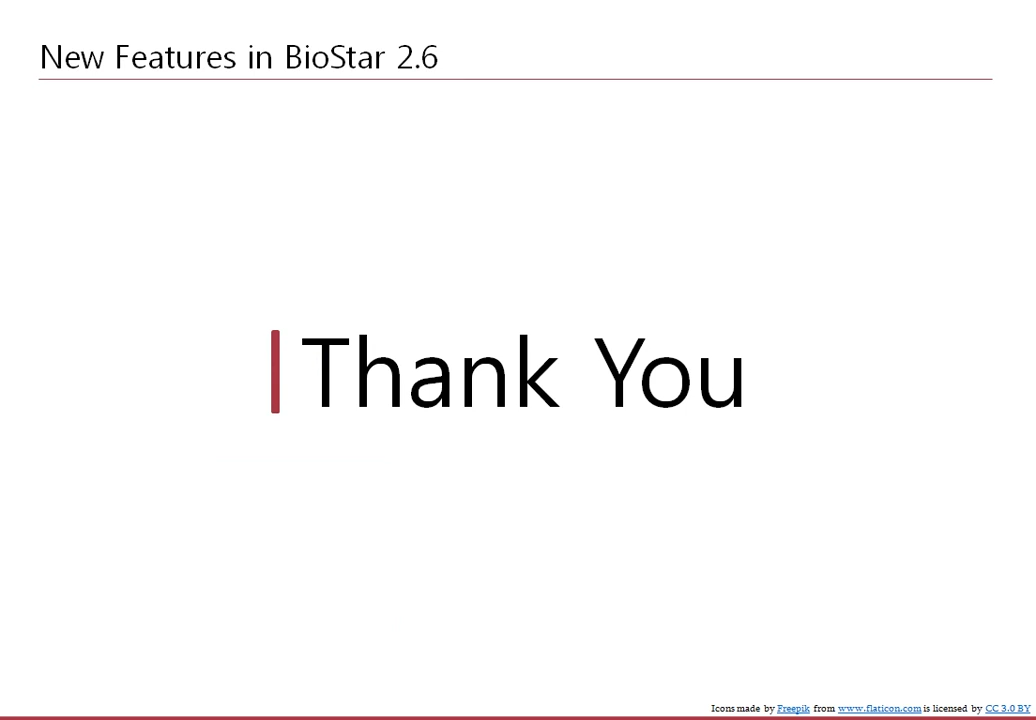 New Features in BioStar 2.6
Thank You
Icons made by Freepik from www.flaticon.com is licensed by CC 3.0 BY